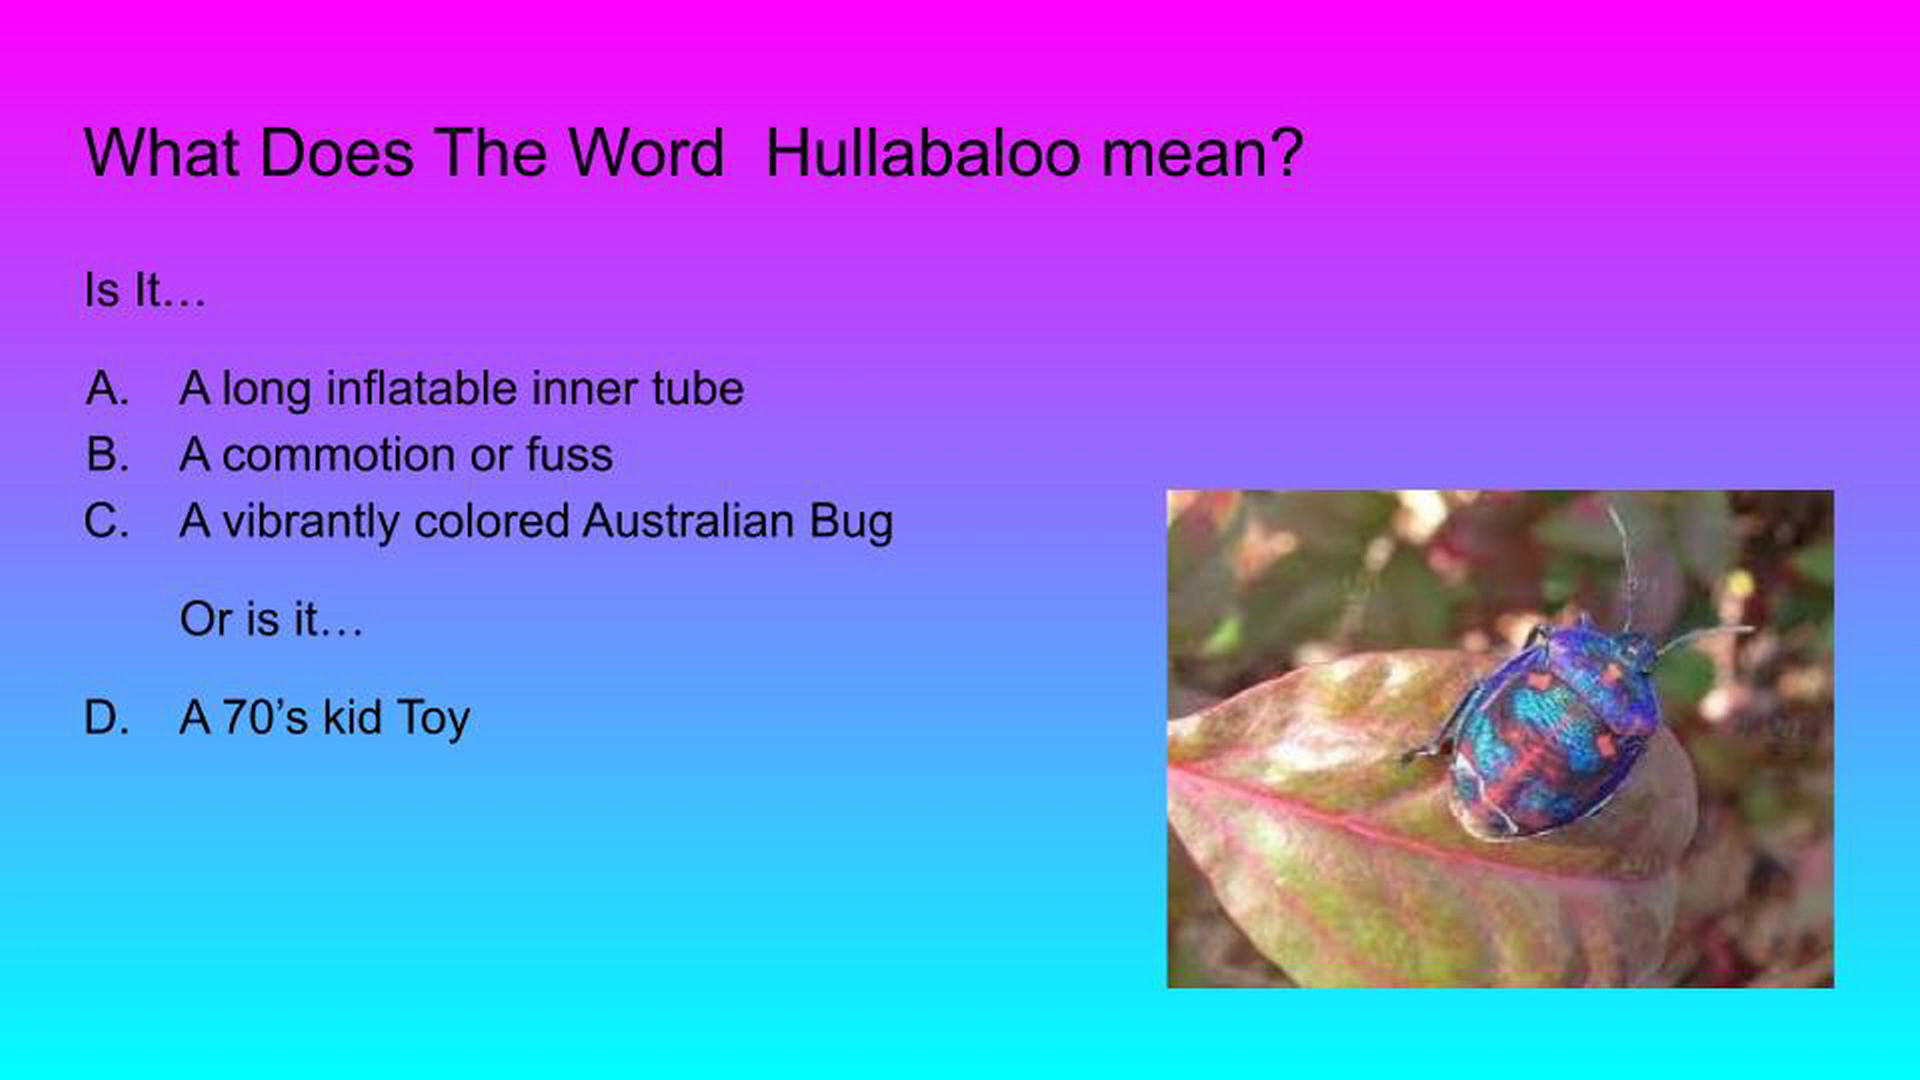 What Does The Word  Hullabaloo mean?
Is It…
A. A long inflatable inner tube
B. A commotion or fuss
C. A vibrantly colored Australian Bug
Or is it…
D. A 70’s kid Toy